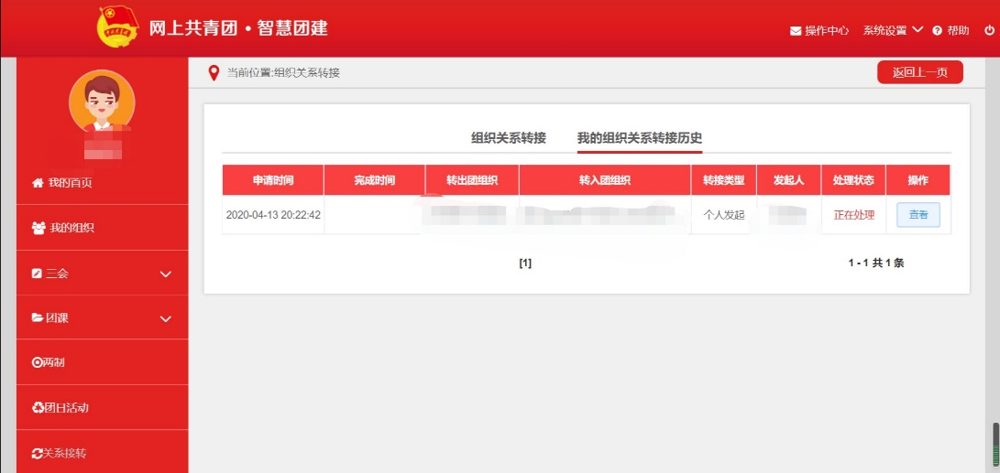 网上共青团·智慧团建
操作中心 系统设置 帮助
当前位置:组织关系转接
返回上一页
组织关系转接 我的组织关系转接历史
申请时间 完成时间 转出团组织 转入团组织 转接类型 发起人 处理状态 操作
2020-04-13 20:22:42 个人发起 正在处理 查看
[1] 1 - 1 共 1 条
我的首页
我的组织
三会
团课
两制
团日活动
关系接转